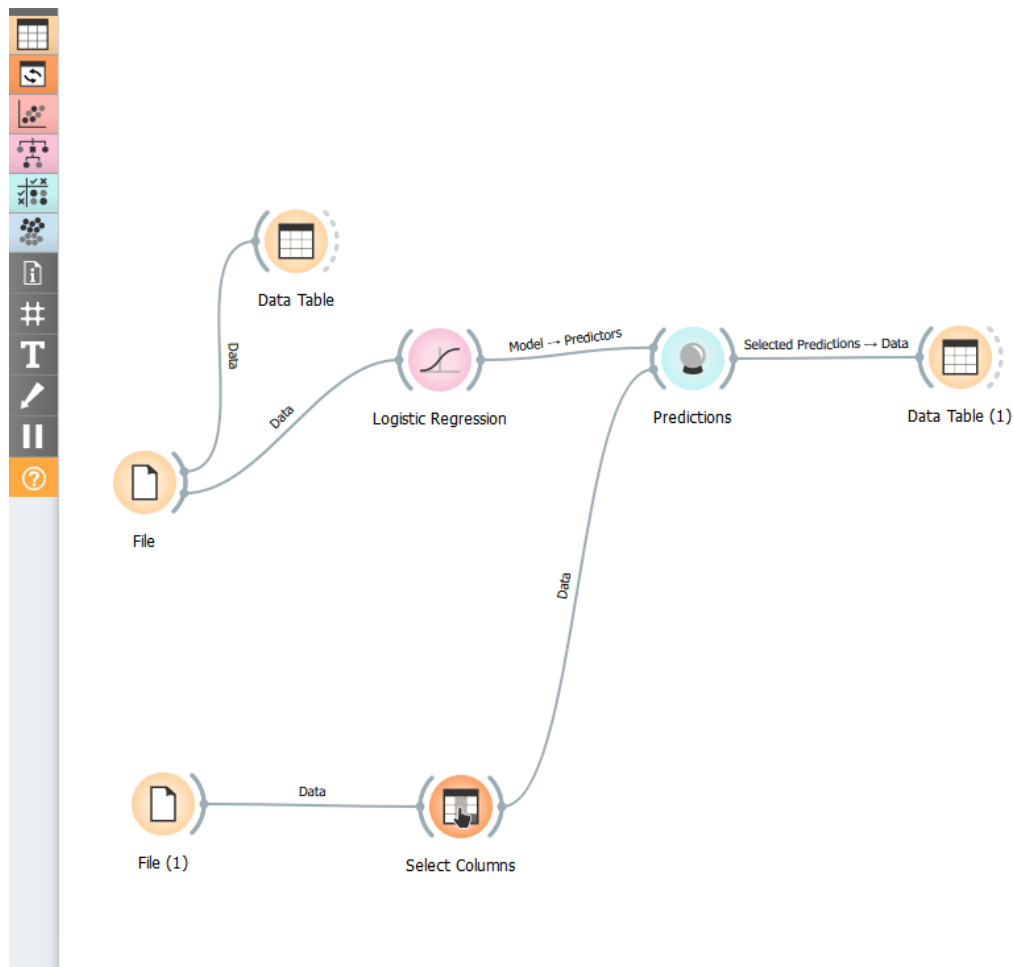 Data Table
Data
Model → Predictors
Selected Predictions → Data
Data
Logistic Regression
Predictions
Data Table (1)
File
Data
Data
File (1)
Select Columns
T
?